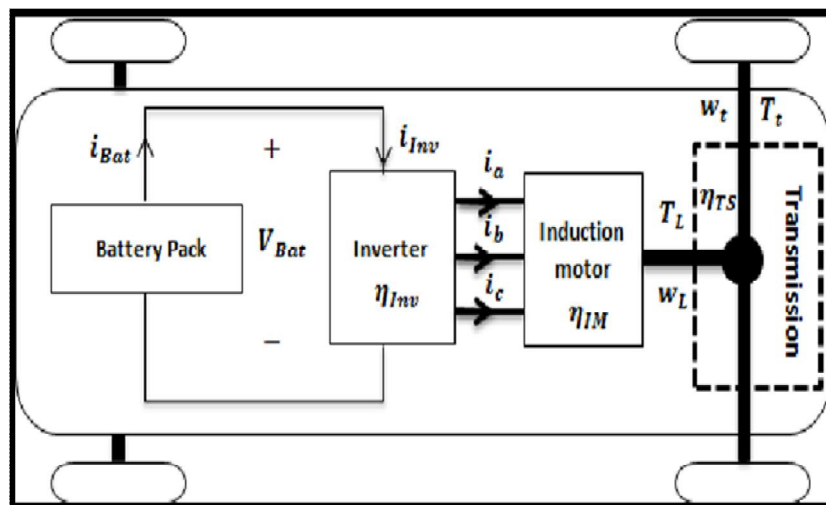 w_t T_t
i_Bat + i_Inv
i_a
η_TS
Transmission
Battery Pack V_Bat Inverter η_Inv
i_b
Induction motor η_IM
T_L
i_c
w_L
−